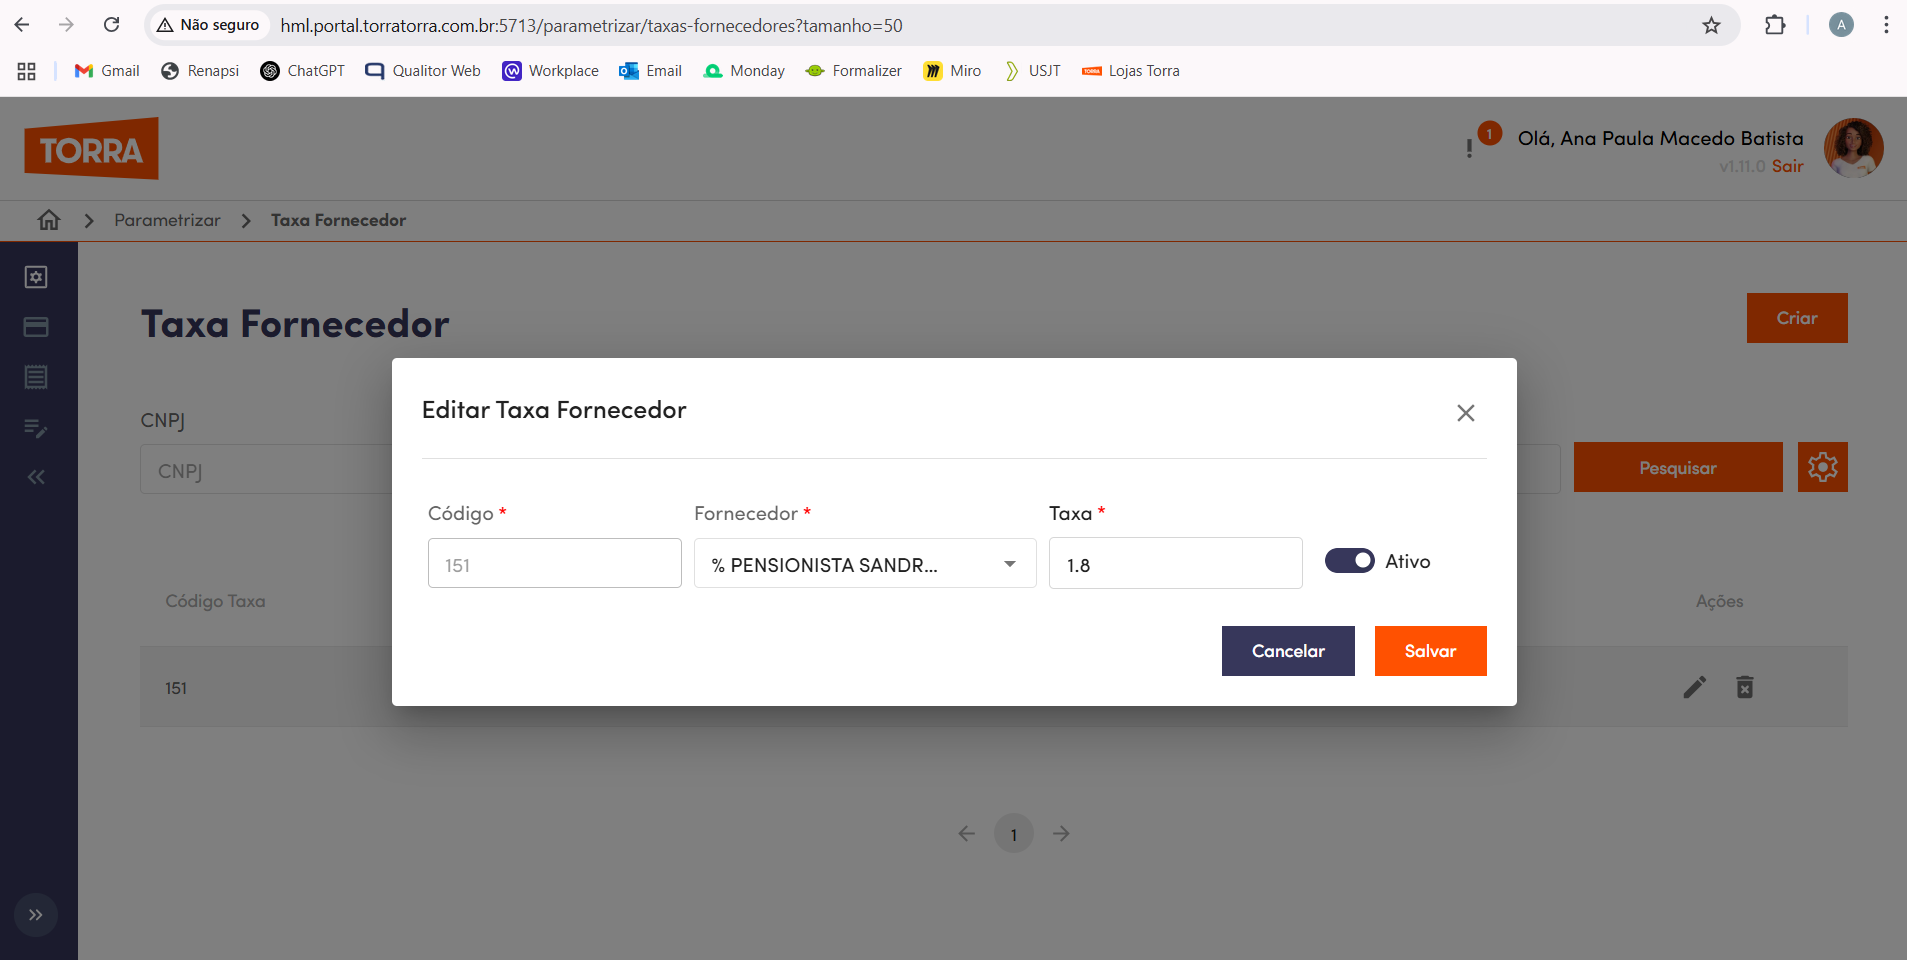 Não seguro
hml.portal.torratorra.com.br:5713/parametrizar/taxas-fornecedores?tamanho=50
A
Gmail
Renapsi
ChatGPT
Qualitor Web
Workplace
Email
Monday
Formalizer
Miro
USJT
TORRA
Lojas Torra
TORRA
1
Olá, Ana Paula Macedo Batista
v1.11.0 Sair
Parametrizar
Taxa Fornecedor
Taxa Fornecedor
Criar
CNPJ
CNPJ
Pesquisar
Editar Taxa Fornecedor
Código *
Fornecedor *
Taxa *
151
% PENSIONISTA SANDR...
1.8
Ativo
Cancelar
Salvar
Código Taxa
Ações
151
1